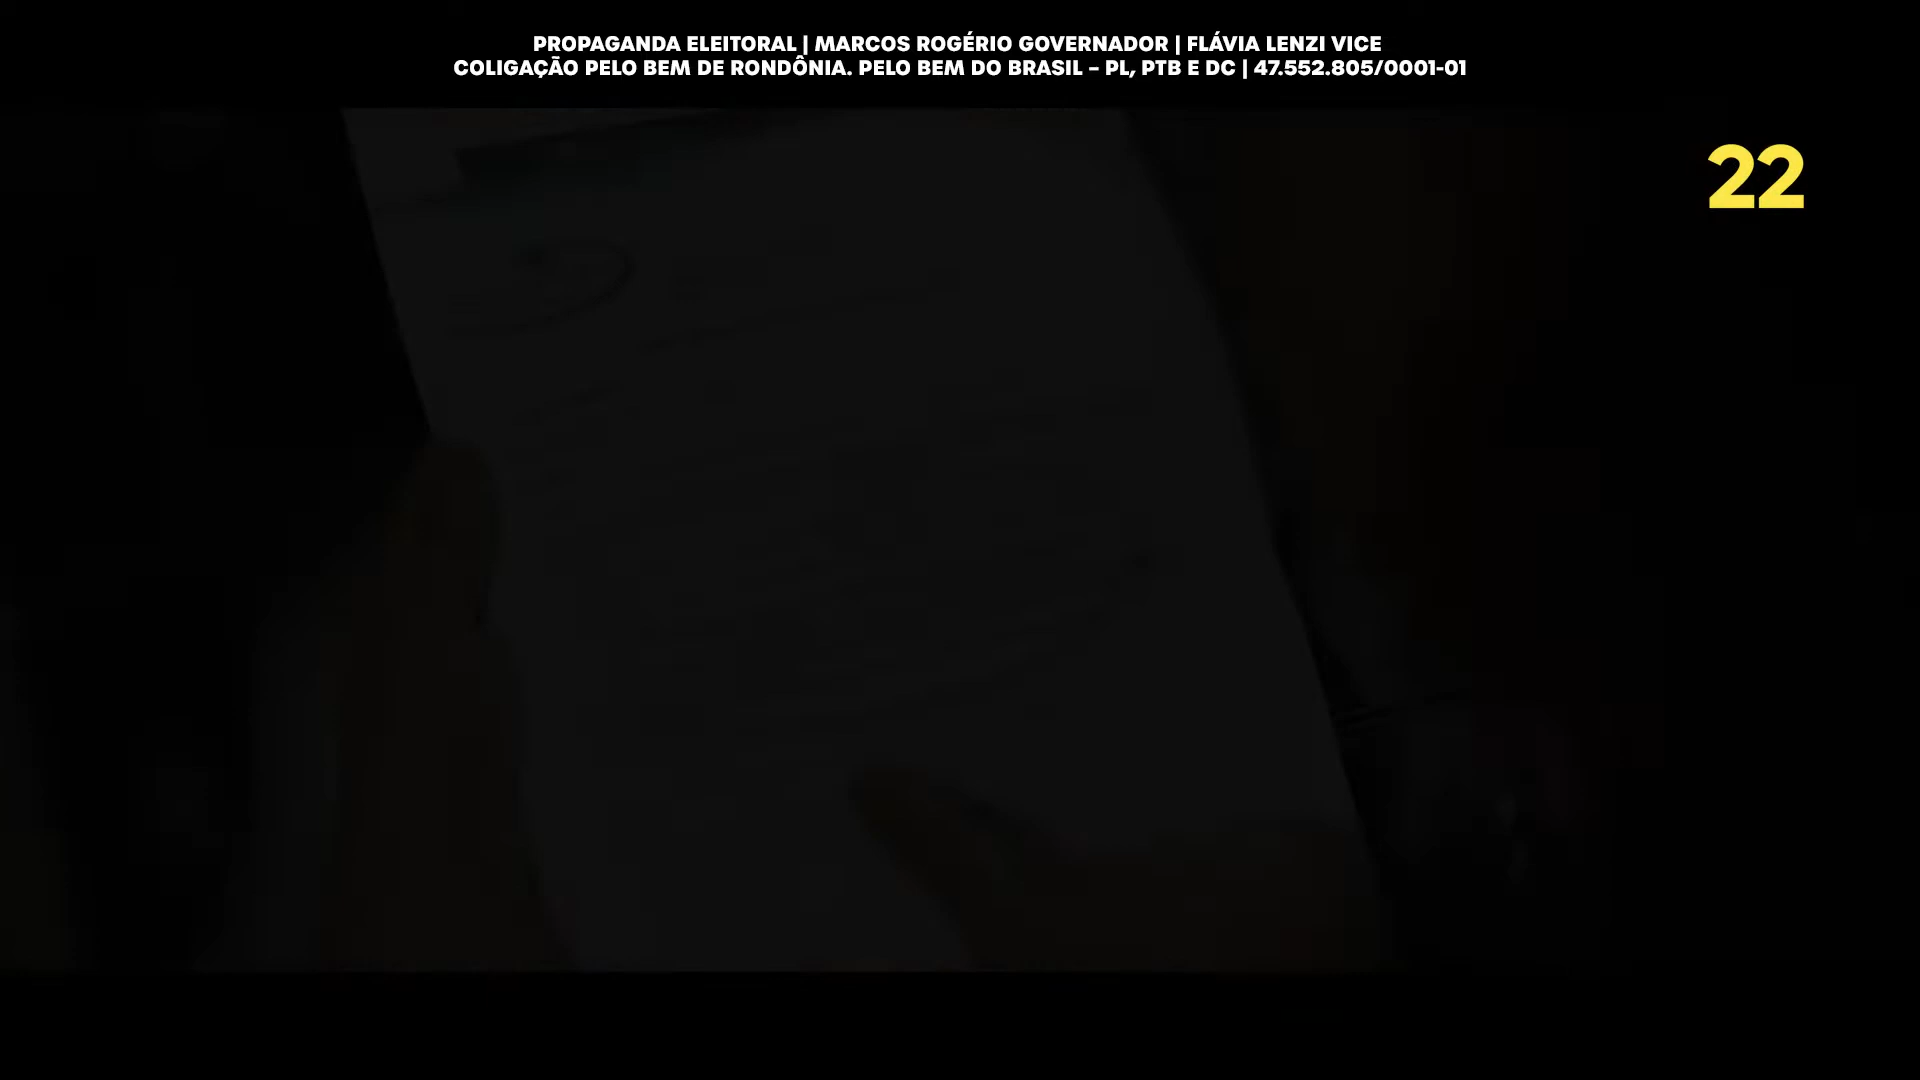 PROPAGANDA ELEITORAL | MARCOS ROGÉRIO GOVERNADOR | FLÁVIA LENZI VICE
COLIGAÇÃO PELO BEM DE RONDÔNIA. PELO BEM DO BRASIL – PL, PTB E DC | 47.552.805/0001-01
22